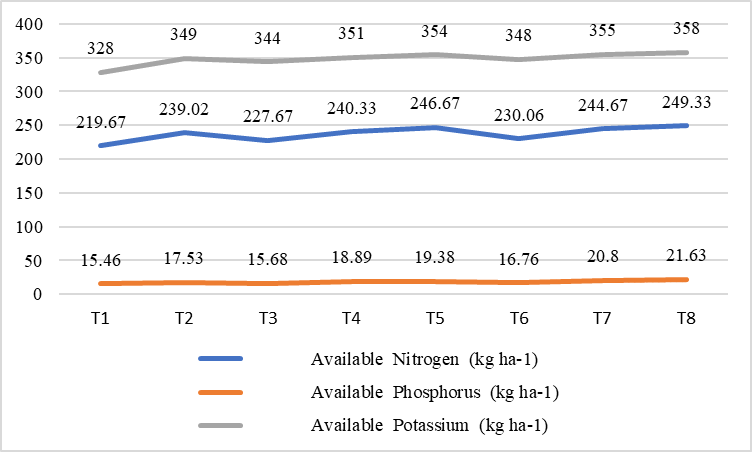 400
350
300
250
200
150
100
50
0
328 349 344 351 354 348 355 358
219.67 239.02 227.67 240.33 246.67 230.06 244.67 249.33
15.46 17.53 15.68 18.89 19.38 16.76 20.8 21.63
T1 T2 T3 T4 T5 T6 T7 T8
Available Nitrogen (kg ha-1)
Available Phosphorus (kg ha-1)
Available Potassium (kg ha-1)